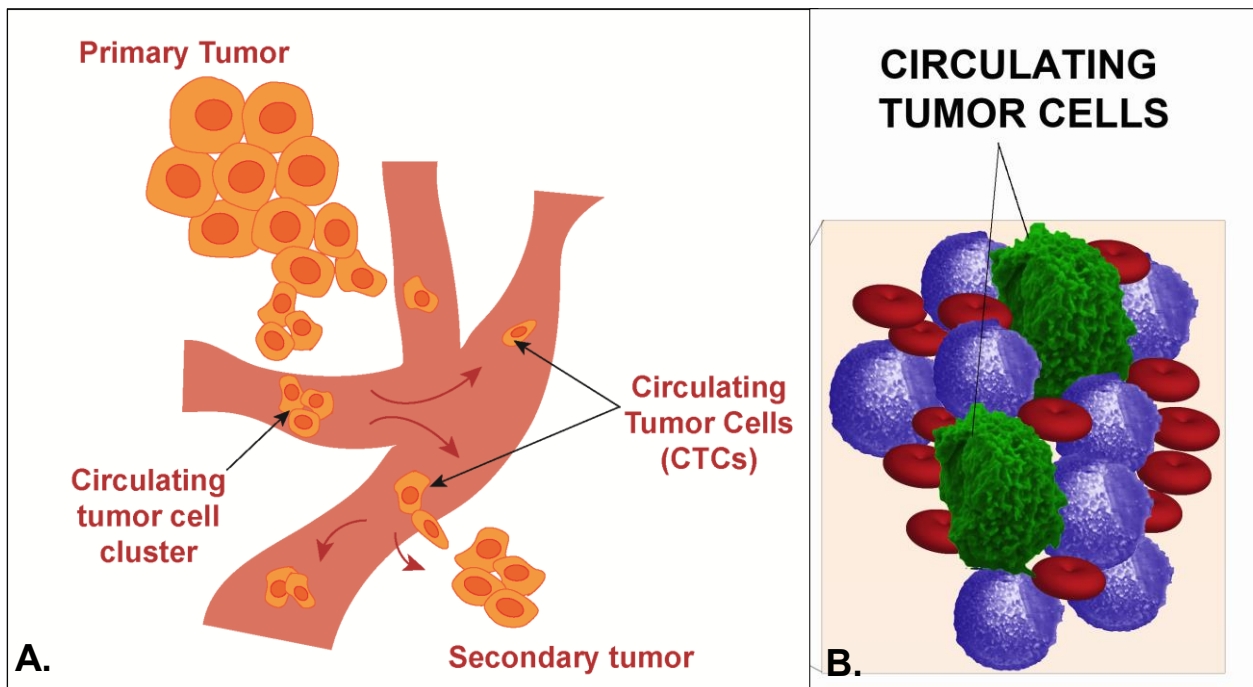 Primary Tumor
Circulating
Tumor Cells
(CTCs)
Circulating
tumor cell
cluster
Secondary tumor
A.
CIRCULATING
TUMOR CELLS
B.